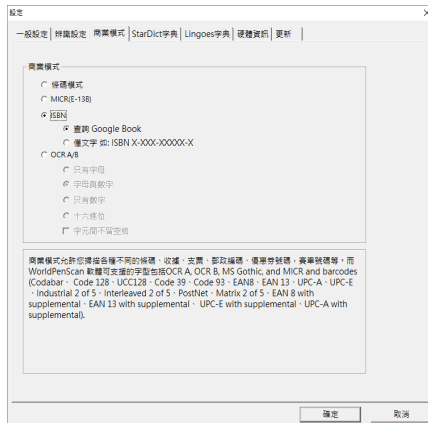 設定
一般設定 辨識設定 商業模式 StarDict字典 Lingoes字典 硬體資訊 更新
商業模式
條碼模式
MICR(E-13B)
ISBN
查詢 Google Book
僅文字 如: ISBN X-XXX-XXXXX-X
OCR A/B
只有字母
字母與數字
只有數字
十六進位
字元間不留空格
商業模式允許您掃描各種不同的條碼、收據、支票、郵政編碼、優惠券號碼，賽車號碼等。而
WorldPenScan 軟體可支援的字型包括OCR A, OCR B, MS Gothic, and MICR and barcodes
(Codabar、Code 128、UCC128、Code 39、Code 93、EAN8、EAN 13、UPC-A、UPC-E
、Industrial 2 of 5、Interleaved 2 of 5、PostNet、Matrix 2 of 5、EAN 8 with
supplemental、EAN 13 with supplemental、UPC-E with supplemental、UPC-A with
supplemental).
確定 取消